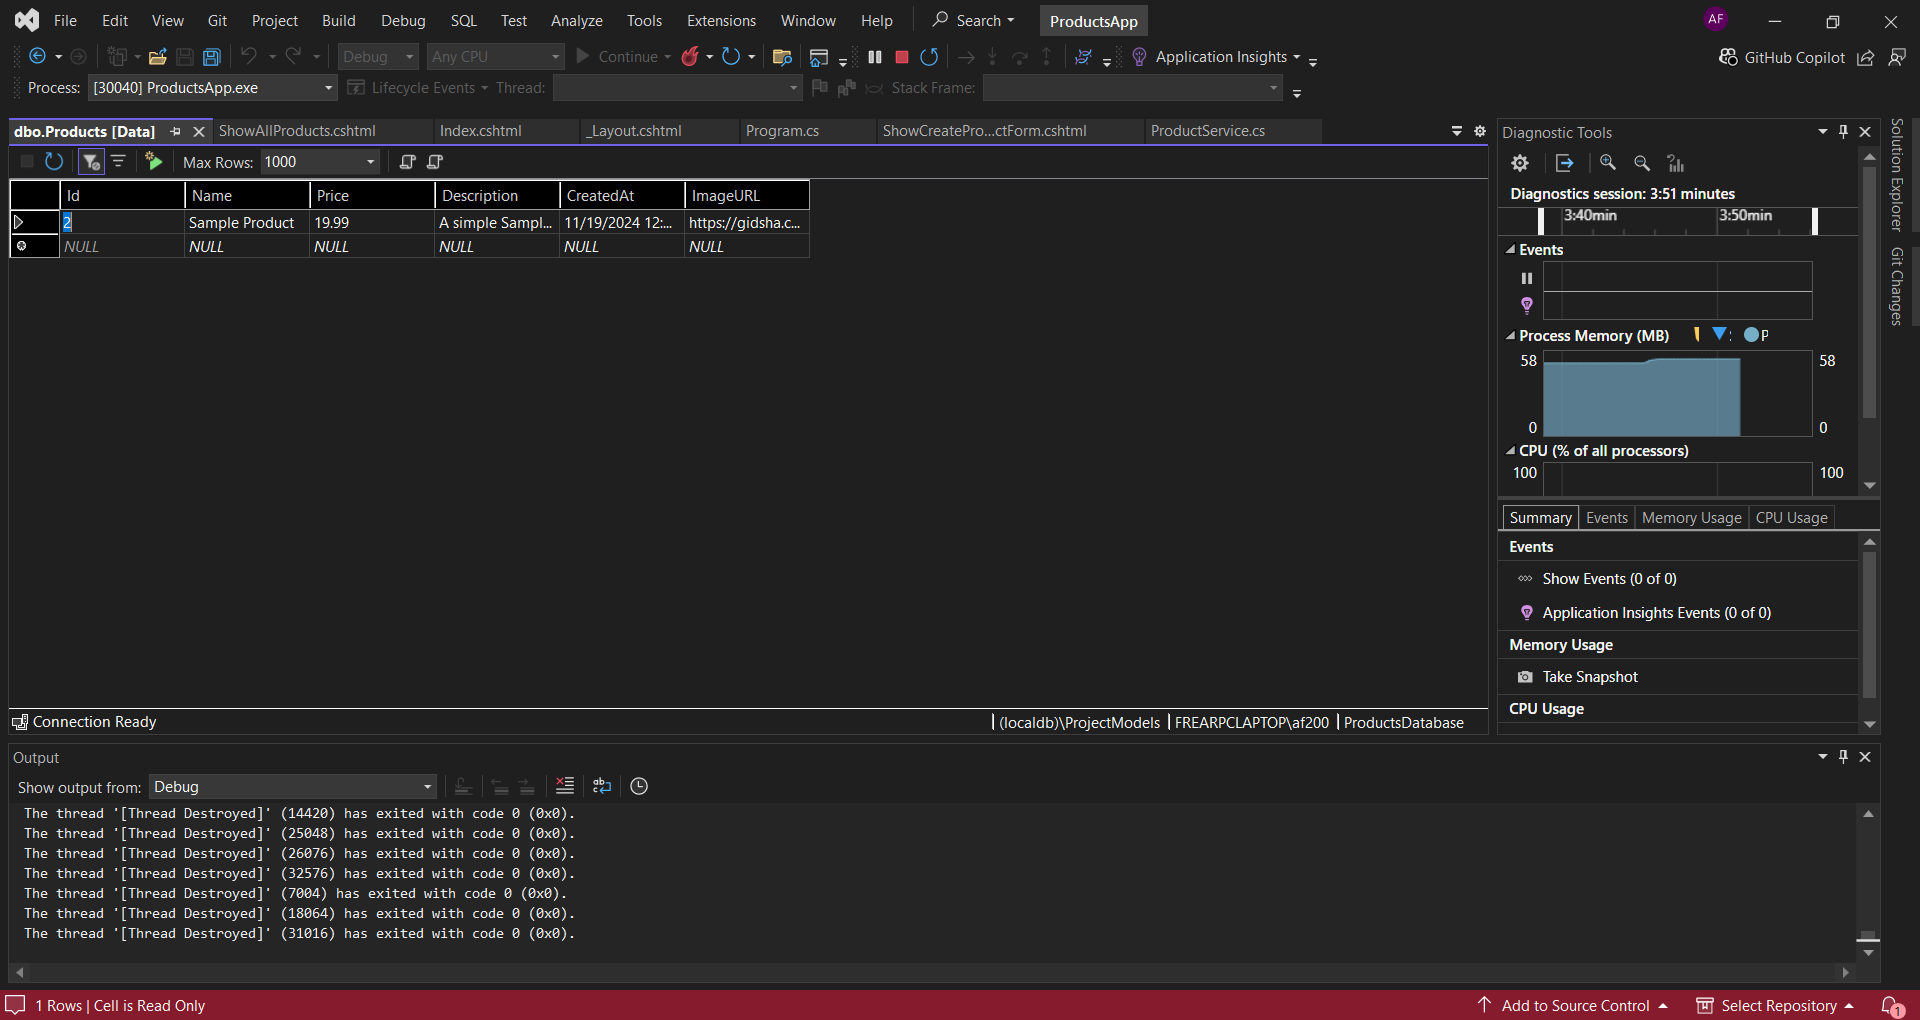 File Edit View Git Project Build Debug SQL Test Analyze Tools Extensions Window Help Search ProductsApp AF
Debug Any CPU Continue Application Insights GitHub Copilot
Process: [30040] ProductsApp.exe Lifecycle Events Thread: Stack Frame:
dbo.Products [Data] ShowAllProducts.cshtml Index.cshtml _Layout.cshtml Program.cs ShowCreatePro...ctForm.cshtml ProductService.cs
Max Rows: 1000
Id Name Price Description CreatedAt ImageURL
2 Sample Product 19.99 A simple Sampl... 11/19/2024 12:... https://gidsha.c...
NULL NULL NULL NULL NULL NULL
Connection Ready (localdb)\ProjectModels FREARPCLAPTOP\af200 ProductsDatabase
Diagnostic Tools
Diagnostics session: 3:51 minutes
3:40min 3:50min
Events
Process Memory (MB) P
58 58
0 0
CPU (% of all processors)
100 100
Summary Events Memory Usage CPU Usage
Events
Show Events (0 of 0)
Application Insights Events (0 of 0)
Memory Usage
Take Snapshot
CPU Usage
Solution Explorer
Git Changes
Output
Show output from: Debug
The thread '[Thread Destroyed]' (14420) has exited with code 0 (0x0).
The thread '[Thread Destroyed]' (25048) has exited with code 0 (0x0).
The thread '[Thread Destroyed]' (26076) has exited with code 0 (0x0).
The thread '[Thread Destroyed]' (32576) has exited with code 0 (0x0).
The thread '[Thread Destroyed]' (7004) has exited with code 0 (0x0).
The thread '[Thread Destroyed]' (18064) has exited with code 0 (0x0).
The thread '[Thread Destroyed]' (31016) has exited with code 0 (0x0).
1 Rows | Cell is Read Only Add to Source Control Select Repository 1